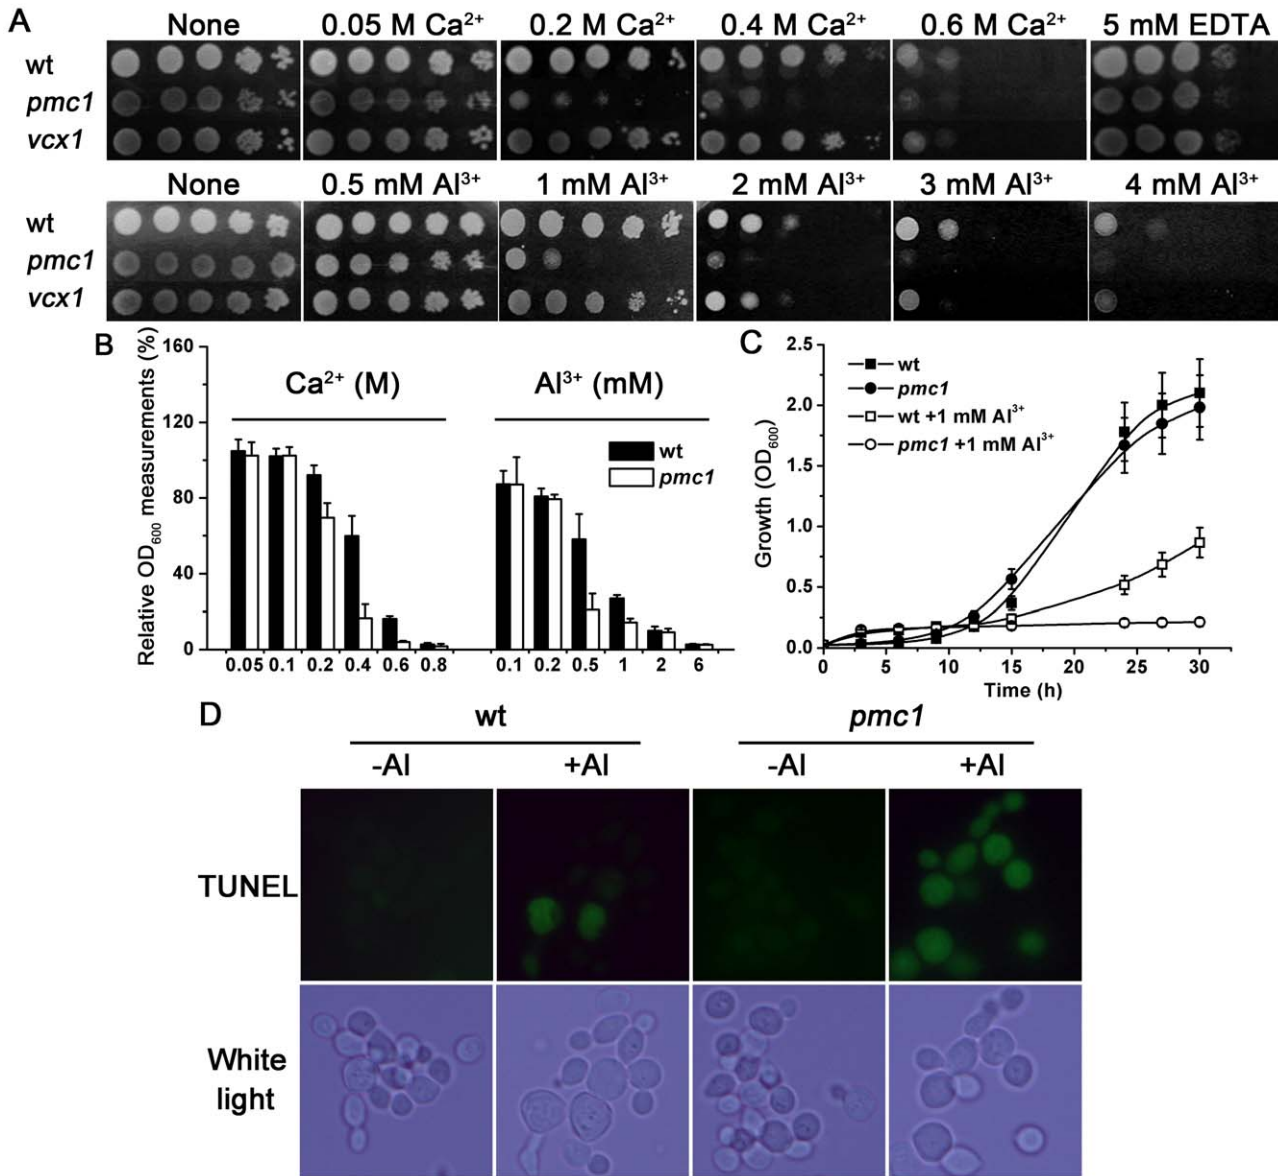 A
None 0.05 M Ca²⁺ 0.2 M Ca²⁺ 0.4 M Ca²⁺ 0.6 M Ca²⁺ 5 mM EDTA
wt
pmc1
vcx1
None 0.5 mM Al³⁺ 1 mM Al³⁺ 2 mM Al³⁺ 3 mM Al³⁺ 4 mM Al³⁺
wt
pmc1
vcx1
B
Relative OD₆₀₀ measurements (%)
160
120
80
40
0
Ca²⁺ (M) Al³⁺ (mM)
wt
pmc1
0.05 0.1 0.2 0.4 0.6 0.8 0.1 0.2 0.5 1 2 6
C
Growth (OD₆₀₀)
2.5
2.0
1.5
1.0
0.5
0.0
wt
pmc1
wt +1 mM Al³⁺
pmc1 +1 mM Al³⁺
0 5 10 15 20 25 30
Time (h)
D
wt pmc1
-Al +Al -Al +Al
TUNEL
White
light